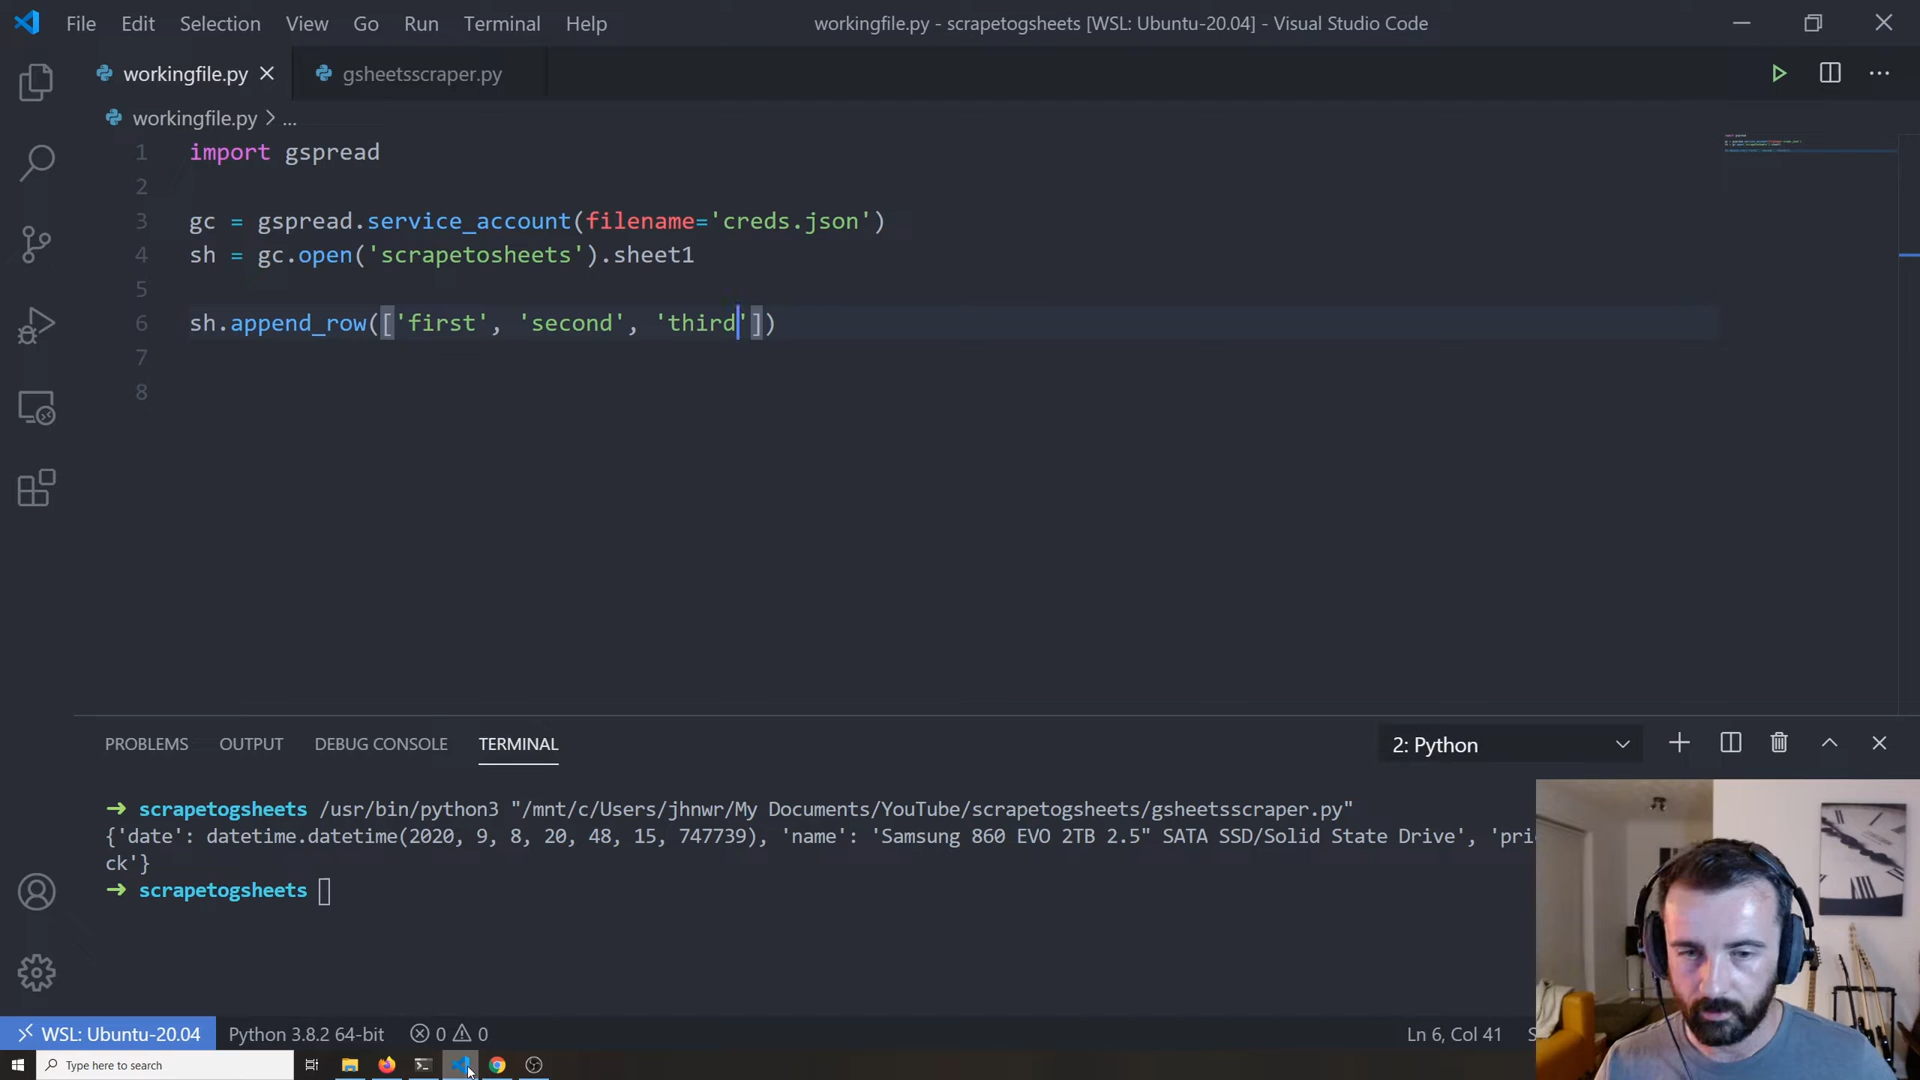 File Edit Selection View Go Run Terminal Help
workingfile.py - scrapetogsheets [WSL: Ubuntu-20.04] - Visual Studio Code
workingfile.py
gsheetsscraper.py
workingfile.py > ...
1 import gspread
2
3 gc = gspread.service_account(filename='creds.json')
4 sh = gc.open('scrapetosheets').sheet1
5
6 sh.append_row(['first', 'second', 'third'])
7
8
PROBLEMS OUTPUT DEBUG CONSOLE TERMINAL
2: Python
➜ scrapetogsheets /usr/bin/python3 "/mnt/c/Users/jhnwr/My Documents/YouTube/scrapetogsheets/gsheetsscraper.py"
{'date': datetime.datetime(2020, 9, 8, 20, 48, 15, 747739), 'name': 'Samsung 860 EVO 2TB 2.5" SATA SSD/Solid State Drive', 'pri
ck'}
➜ scrapetogsheets
WSL: Ubuntu-20.04 Python 3.8.2 64-bit 0 0 Ln 6, Col 41
Type here to search